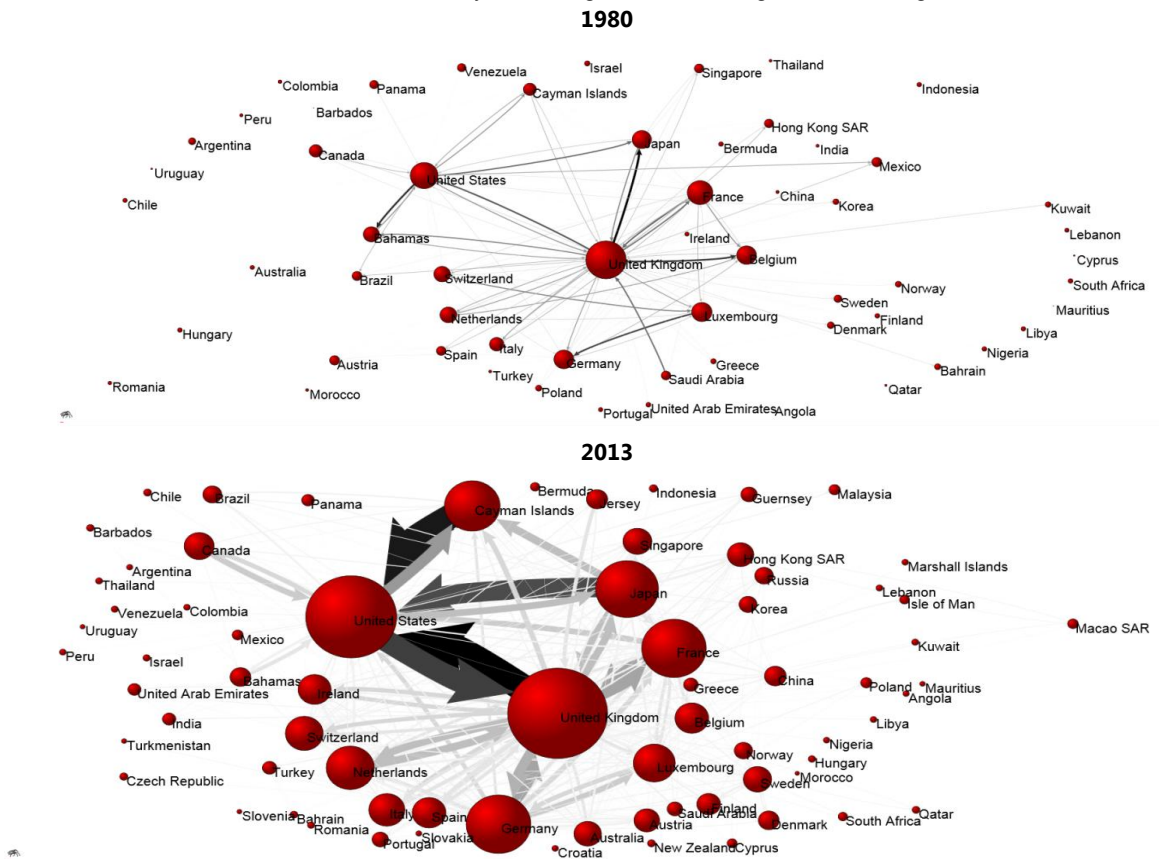 1980
Venezuela
Israel
Singapore
Thailand
Colombia
Panama
Cayman Islands
Indonesia
Peru
Barbados
Hong Kong SAR
Argentina
Canada
Japan
Bermuda
India
Mexico
Uruguay
United States
France
China
Korea
Chile
Kuwait
Bahamas
Ireland
Lebanon
Australia
Brazil
Switzerland
United Kingdom
Belgium
Cyprus
Norway
South Africa
Sweden
Mauritius
Netherlands
Luxembourg
Finland
Denmark
Libya
Hungary
Spain
Italy
Nigeria
Austria
Germany
Greece
Bahrain
Turkey
Saudi Arabia
Romania
Morocco
Poland
Qatar
Portugal
United Arab Emirates
Angola
2013
Chile
Brazil
Panama
Bermuda
Jersey
Indonesia
Guernsey
Malaysia
Cayman Islands
Barbados
Canada
Singapore
Hong Kong SAR
Argentina
Russia
Marshall Islands
Thailand
Japan
Lebanon
Isle of Man
Venezuela
Colombia
United States
Korea
Uruguay
Mexico
Macao SAR
Peru
Israel
France
Kuwait
Bahamas
China
United Arab Emirates
Ireland
Greece
Poland
Mauritius
Angola
India
United Kingdom
Belgium
Libya
Switzerland
Turkmenistan
Norway
Nigeria
Hungary
Turkey
Netherlands
Luxembourg
Morocco
Czech Republic
Sweden
Slovenia
Bahrain
Italy
Spain
Saudi Arabia
Finland
Qatar
Romania
Germany
Austria
Denmark
South Africa
Portugal
Slovakia
Australia
Croatia
New Zealand
Cyprus